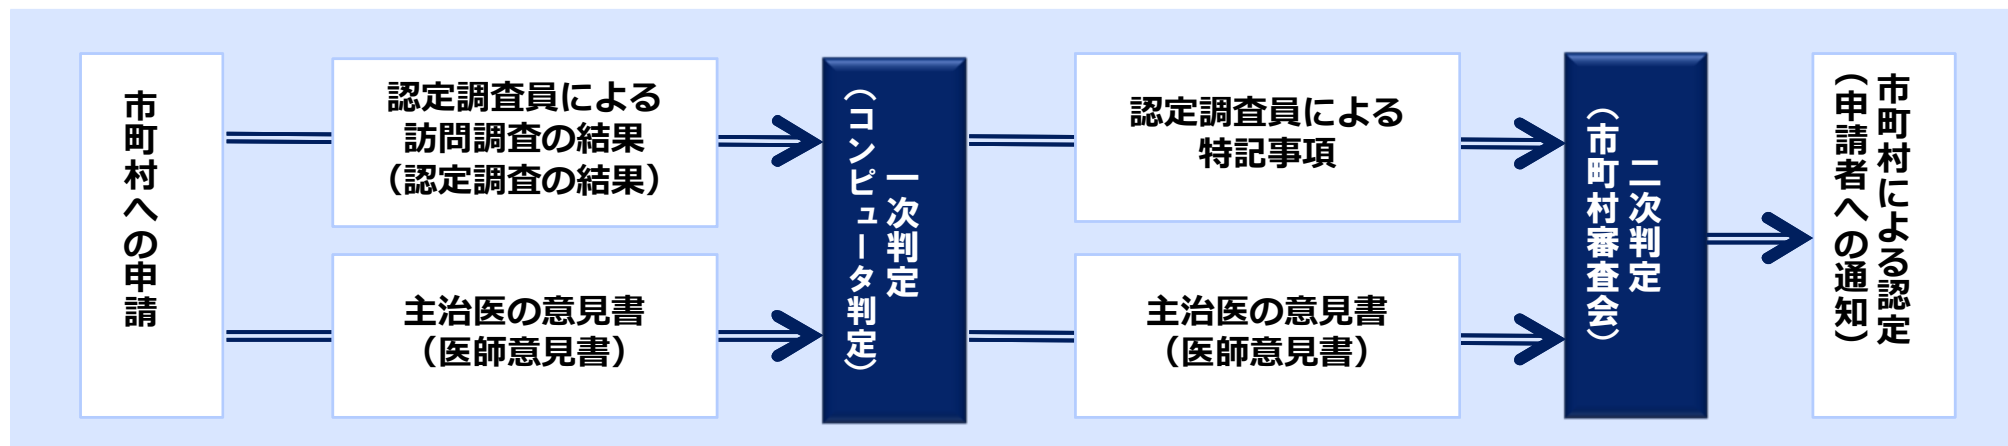 市町村への申請
認定調査員による
訪問調査の結果
（認定調査の結果）
主治医の意見書
（医師意見書）
一次判定
（コンピュータ判定）
認定調査員による
特記事項
主治医の意見書
（医師意見書）
二次判定
（市町村審査会）
市町村による認定
（申請者への通知）